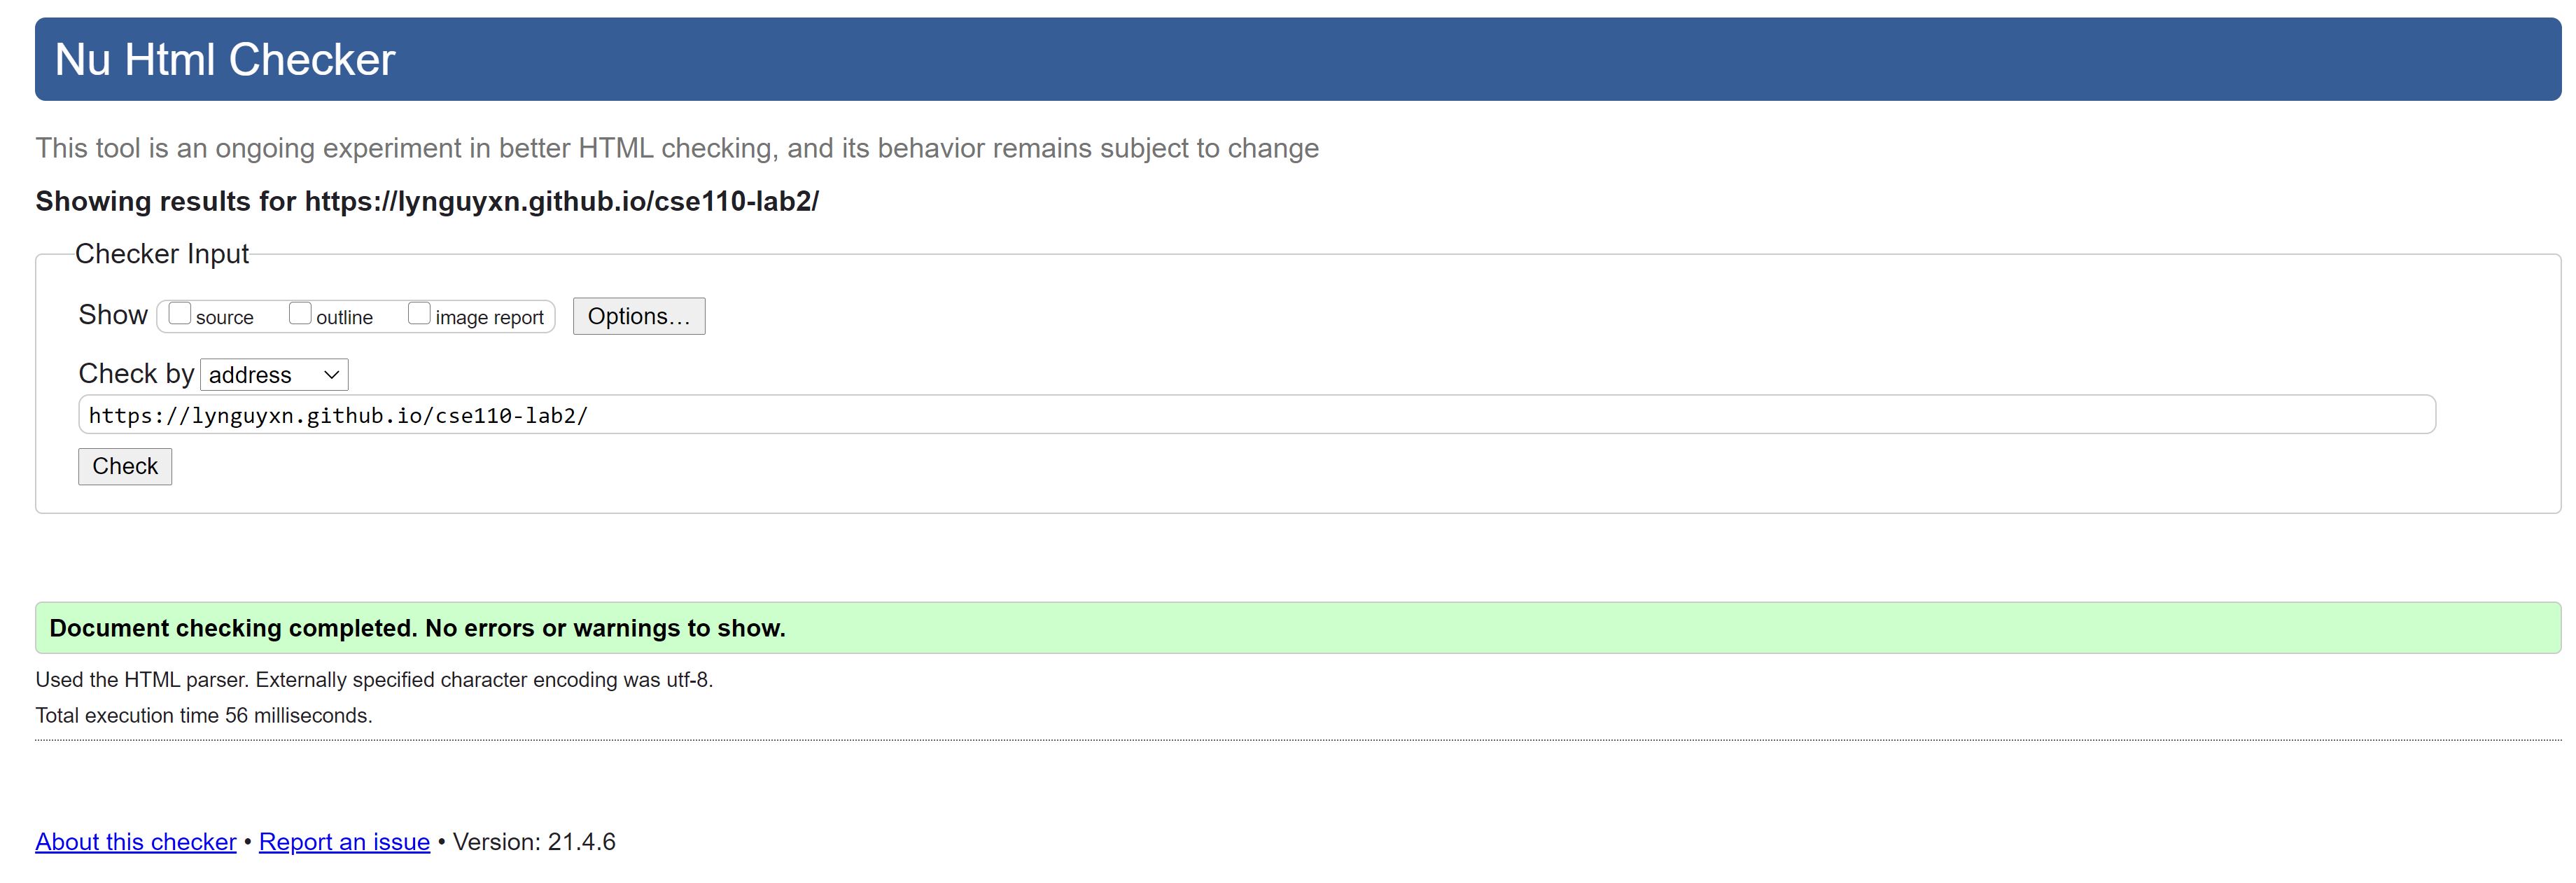 Nu Html Checker
This tool is an ongoing experiment in better HTML checking, and its behavior remains subject to change
Showing results for https://lynguyxn.github.io/cse110-lab2/
Checker Input
Show source outline image report Options…
Check by address
https://lynguyxn.github.io/cse110-lab2/
Check
Document checking completed. No errors or warnings to show.
Used the HTML parser. Externally specified character encoding was utf-8.
Total execution time 56 milliseconds.
About this checker • Report an issue • Version: 21.4.6